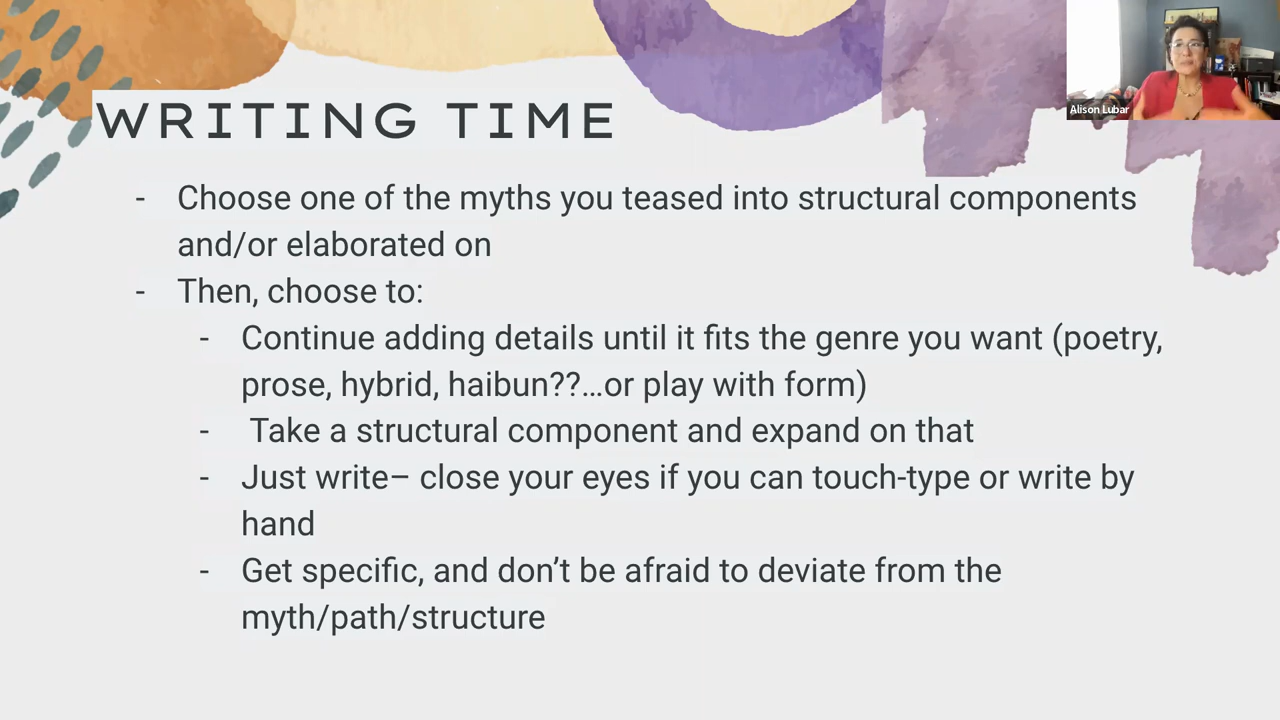 WRITING TIME
Alison Lubar
- Choose one of the myths you teased into structural components
and/or elaborated on
- Then, choose to:
- Continue adding details until it fits the genre you want (poetry,
prose, hybrid, haibun??...or play with form)
- Take a structural component and expand on that
- Just write– close your eyes if you can touch-type or write by
hand
- Get specific, and don’t be afraid to deviate from the
myth/path/structure